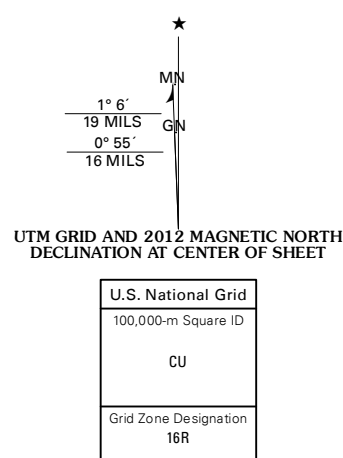 ★
MN
1° 6´
19 MILS
GN
0° 55´
16 MILS
UTM GRID AND 2012 MAGNETIC NORTH
DECLINATION AT CENTER OF SHEET
U.S. National Grid
100,000-m Square ID
CU
Grid Zone Designation
16R